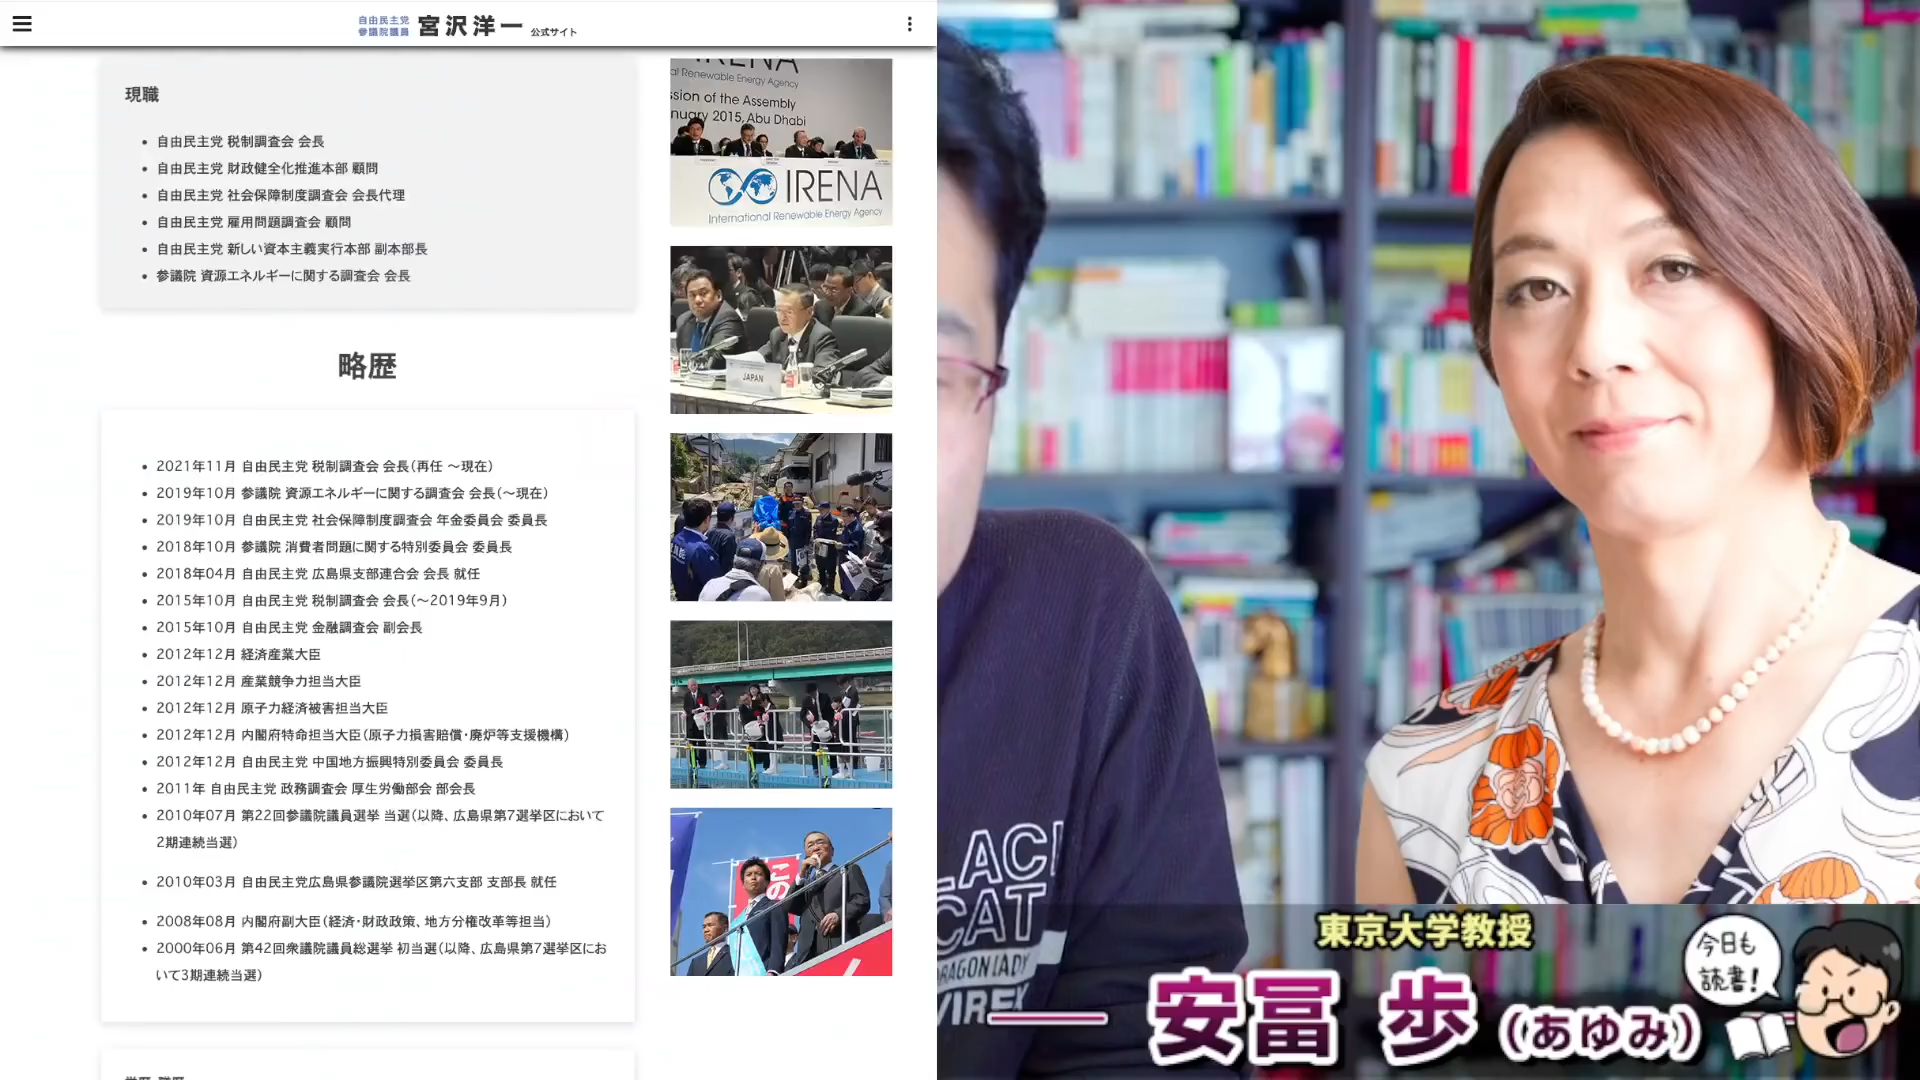 自由民主党
参議院議員
宮沢洋一 公式サイト
現職
自由民主党 税制調査会 会長
自由民主党 財政健全化推進本部 顧問
自由民主党 社会保障制度調査会 会長代理
自由民主党 雇用問題調査会 顧問
自由民主党 新しい資本主義実行本部 副本部長
参議院 資源エネルギーに関する調査会 会長
略歴
2021年11月 自由民主党 税制調査会 会長(再任 ～現在)
2019年10月 参議院 資源エネルギーに関する調査会 会長(～現在)
2019年10月 自由民主党 社会保障制度調査会 年金委員会 委員長
2018年10月 参議院 消費者問題に関する特別委員会 委員長
2018年04月 自由民主党 広島県支部連合会 会長 就任
2015年10月 自由民主党 税制調査会 会長(～2019年9月)
2015年10月 自由民主党 金融調査会 副会長
2012年12月 経済産業大臣
2012年12月 産業競争力担当大臣
2012年12月 原子力経済被害担当大臣
2012年12月 内閣府特命担当大臣(原子力損害賠償・廃炉等支援機構)
2012年12月 自由民主党 中国地方振興特別委員会 委員長
2011年 自由民主党 政務調査会 厚生労働部会 部会長
2010年07月 第22回参議院議員選挙 当選(以降、広島県第7選挙区において
2期連続当選)
2010年03月 自由民主党広島県参議院選挙区第六支部 支部長 就任
2008年08月 内閣府副大臣(経済・財政政策、地方分権改革等担当)
2000年06月 第42回衆議院議員総選挙 初当選(以降、広島県第7選挙区にお
いて3期連続当選)
IRENA
al Renewable Energy Agency
ssion of the Assembly
nuary 2015, Abu Dhabi
IRENA
International Renewable Energy Agency
JAPAN
この
LACK
CAT
DRAGON LADY
VIREX
東京大学教授
安冨 歩 (あゆみ)
今日も
読書!